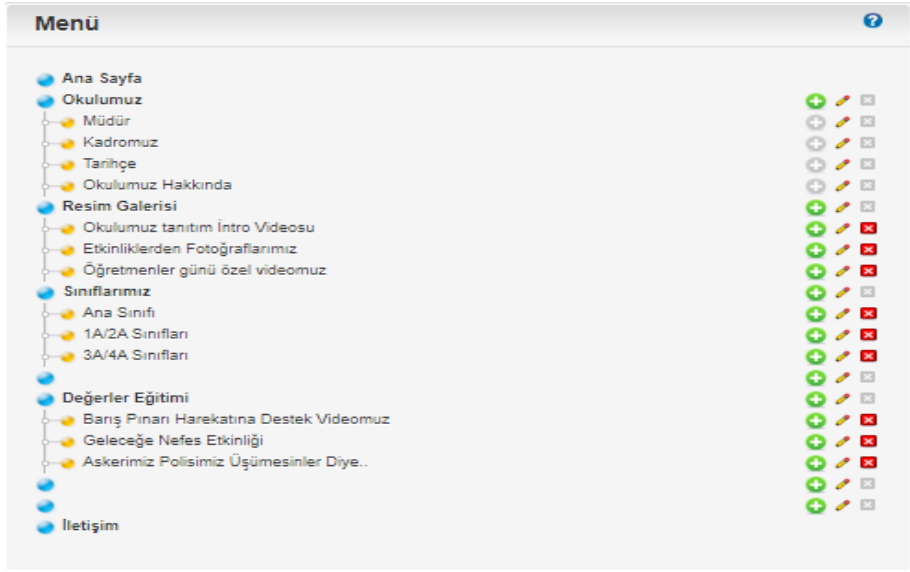 Menü
Ana Sayfa
Okulumuz
Müdür
Kadromuz
Tarihçe
Okulumuz Hakkında
Resim Galerisi
Okulumuz tanıtım İntro Videosu
Etkinliklerden Fotoğraflarımız
Öğretmenler günü özel videomuz
Sınıflarımız
Ana Sınıfı
1A/2A Sınıfları
3A/4A Sınıfları
Değerler Eğitimi
Barış Pınarı Harekatına Destek Videomuz
Geleceğe Nefes Etkinliği
Askerimiz Polisimiz Üşümesinler Diye..
İletişim